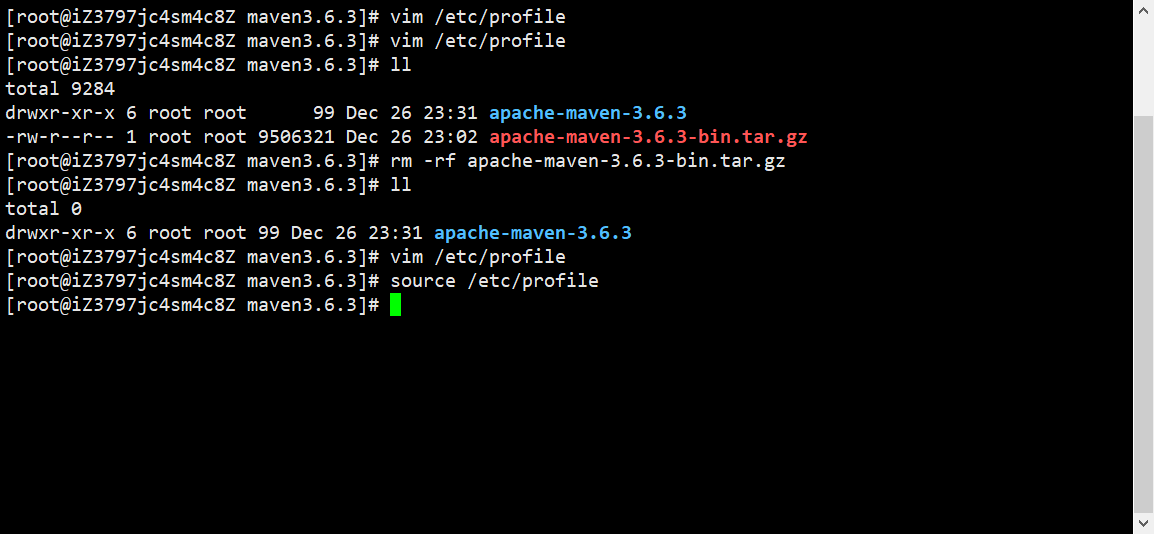 [root@iZ3797jc4sm4c8Z maven3.6.3]# vim /etc/profile
[root@iZ3797jc4sm4c8Z maven3.6.3]# vim /etc/profile
[root@iZ3797jc4sm4c8Z maven3.6.3]# ll
total 9284
drwxr-xr-x 6 root root      99 Dec 26 23:31 apache-maven-3.6.3
-rw-r--r-- 1 root root 9506321 Dec 26 23:02 apache-maven-3.6.3-bin.tar.gz
[root@iZ3797jc4sm4c8Z maven3.6.3]# rm -rf apache-maven-3.6.3-bin.tar.gz
[root@iZ3797jc4sm4c8Z maven3.6.3]# ll
total 0
drwxr-xr-x 6 root root 99 Dec 26 23:31 apache-maven-3.6.3
[root@iZ3797jc4sm4c8Z maven3.6.3]# vim /etc/profile
[root@iZ3797jc4sm4c8Z maven3.6.3]# source /etc/profile
[root@iZ3797jc4sm4c8Z maven3.6.3]#